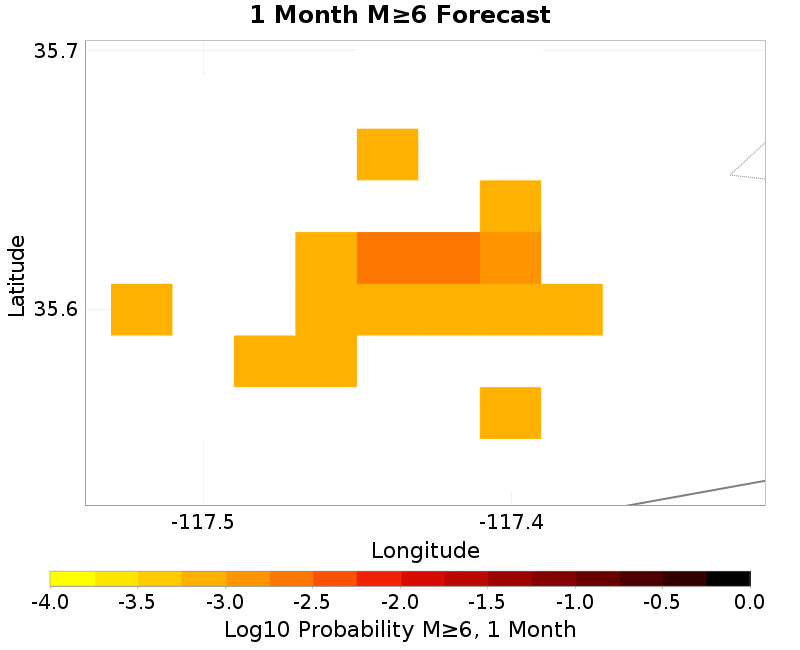 1 Month M≥6 Forecast
35.7
35.6
Latitude
-117.5 -117.4
Longitude
-4.0 -3.5 -3.0 -2.5 -2.0 -1.5 -1.0 -0.5 0.0
Log10 Probability M≥6, 1 Month